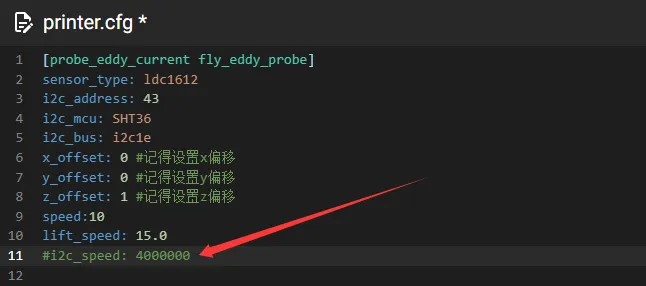 printer.cfg *
1 [probe_eddy_current fly_eddy_probe]
2 sensor_type: ldc1612
3 i2c_address: 43
4 i2c_mcu: SHT36
5 i2c_bus: i2c1e
6 x_offset: 0 #记得设置x偏移
7 y_offset: 0 #记得设置y偏移
8 z_offset: 1 #记得设置z偏移
9 speed:10
10 lift_speed: 15.0
11 #i2c_speed: 4000000
12